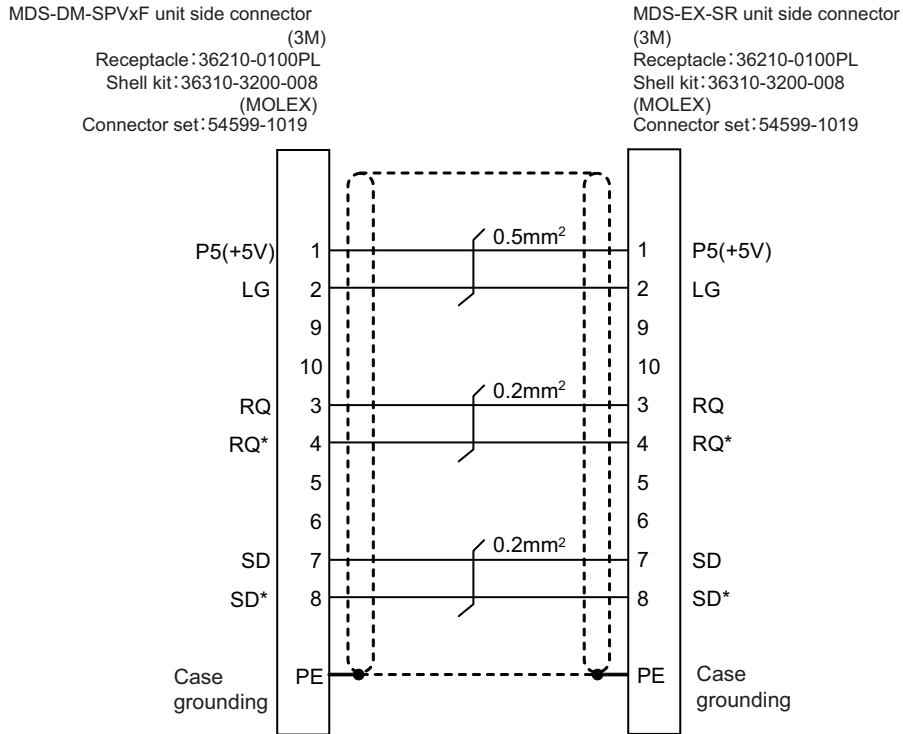 MDS-DM-SPVxF unit side connector
(3M)
Receptacle：36210-0100PL
Shell kit：36310-3200-008
(MOLEX)
Connector set：54599-1019
MDS-EX-SR unit side connector
(3M)
Receptacle：36210-0100PL
Shell kit：36310-3200-008
(MOLEX)
Connector set：54599-1019
0.5mm²
P5(+5V) 1 1 P5(+5V)
LG 2 2 LG
9 9
10 10
0.2mm²
RQ 3 3 RQ
RQ* 4 4 RQ*
5 5
6 6
0.2mm²
SD 7 7 SD
SD* 8 8 SD*
Case
grounding
PE PE
Case
grounding